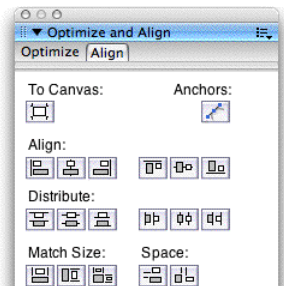 Optimize and Align
Optimize Align
To Canvas: Anchors:
Align:
Distribute:
Match Size: Space: